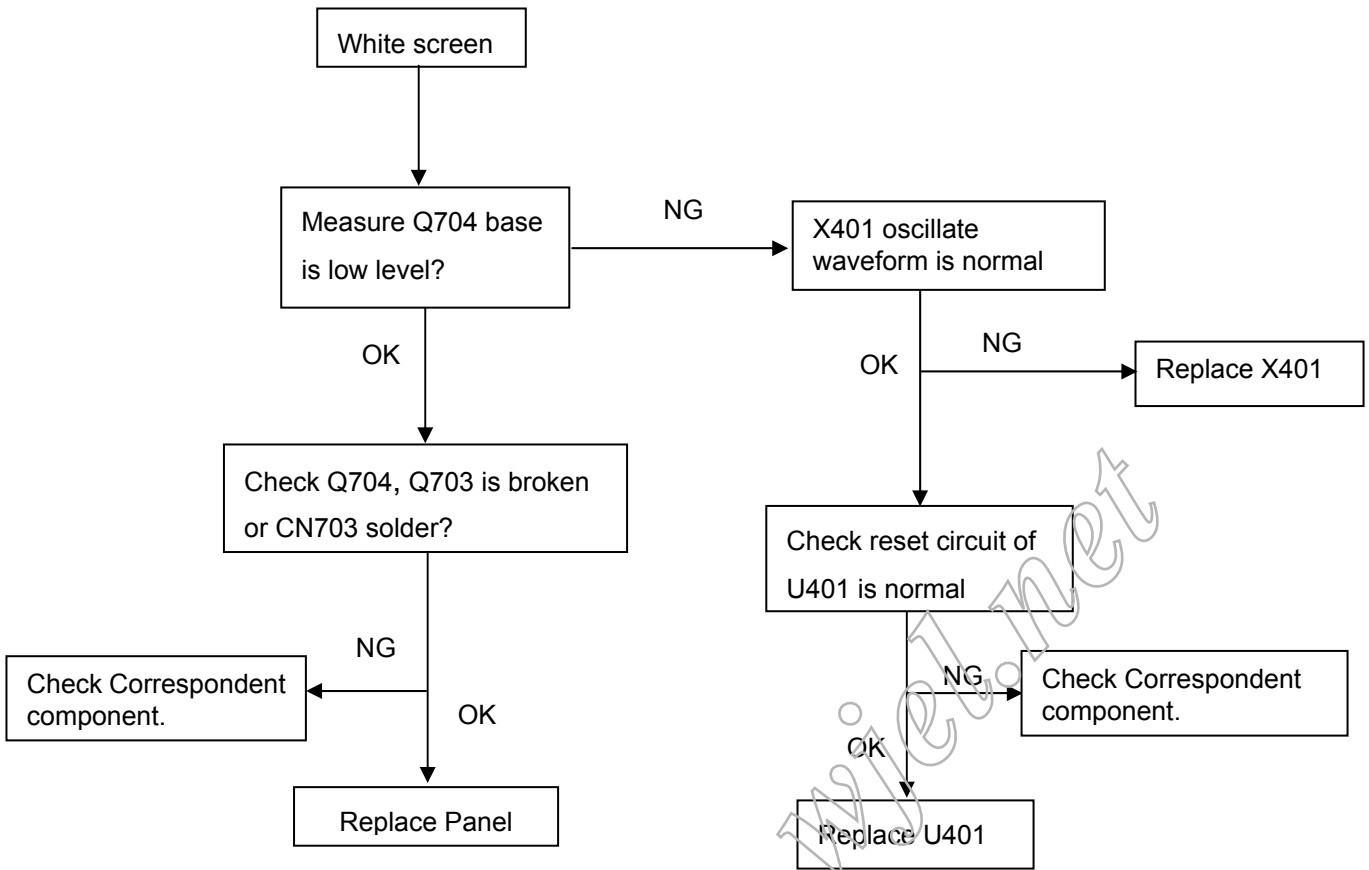 White screen
Measure Q704 base
is low level?
NG
X401 oscillate
waveform is normal
OK
OK
NG
Replace X401
Check Q704, Q703 is broken
or CN703 solder?
Check reset circuit of
U401 is normal
NG
Check Correspondent
component.
OK
NG
Check Correspondent
component.
OK
Replace Panel
Replace U401
wjel.net